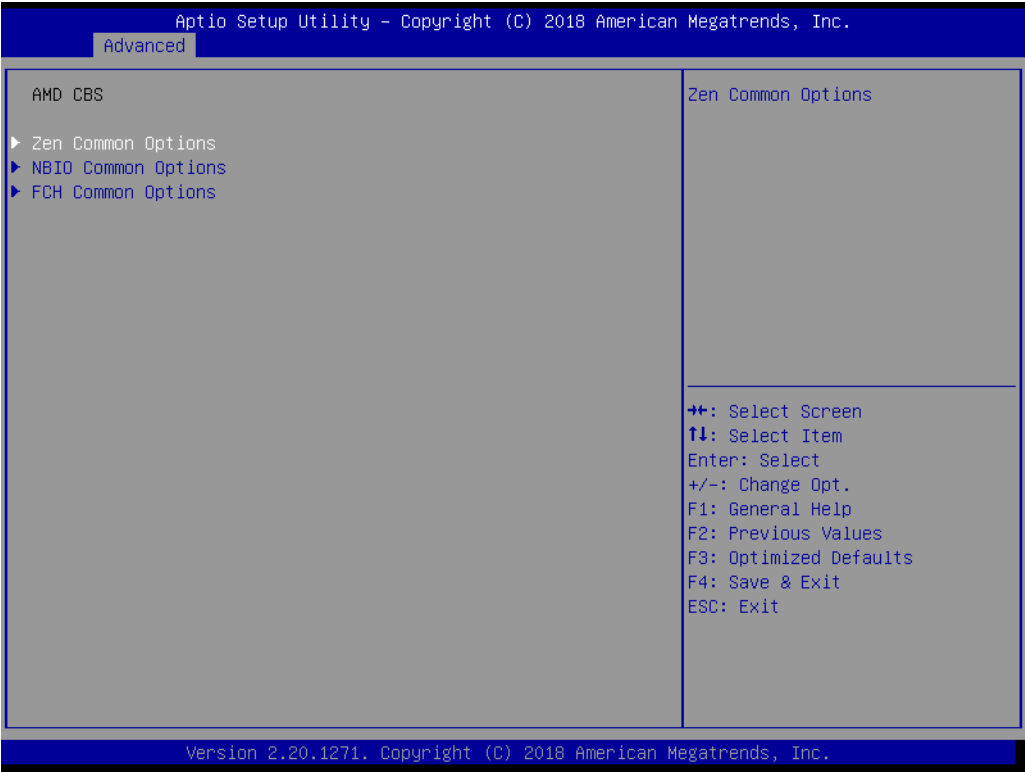 Aptio Setup Utility – Copyright (C) 2018 American Megatrends, Inc.
Advanced
AMD CBS
Zen Common Options
NBIO Common Options
FCH Common Options
Zen Common Options
→←: Select Screen
↑↓: Select Item
Enter: Select
+/-: Change Opt.
F1: General Help
F2: Previous Values
F3: Optimized Defaults
F4: Save & Exit
ESC: Exit
Version 2.20.1271. Copyright (C) 2018 American Megatrends, Inc.